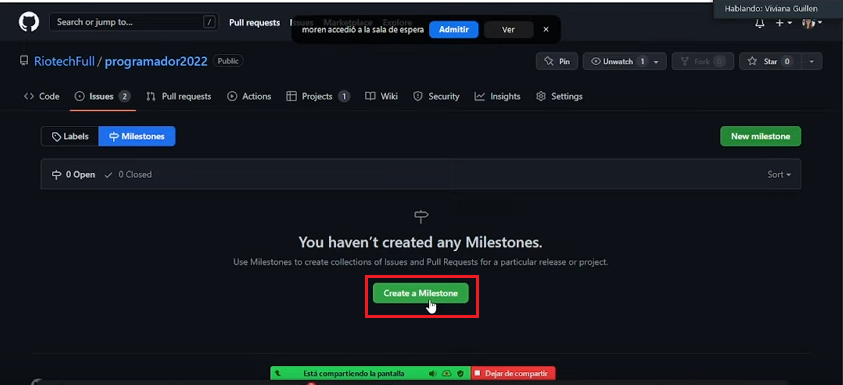 Hablando: Viviana Guillen
Search or jump to... /
Pull requests Issues Marketplace Explore
moren accedió a la sala de espera Admitir Ver
RiotechFull / programador2022 Public
Pin Unwatch 1 Fork 0 Star 0
Code Issues 2 Pull requests Actions Projects 1 Wiki Security Insights Settings
Labels Milestones New milestone
0 Open 0 Closed Sort
You haven't created any Milestones.
Use Milestones to create collections of Issues and Pull Requests for a particular release or project.
Create a Milestone
Está compartiendo la pantalla Dejar de compartir